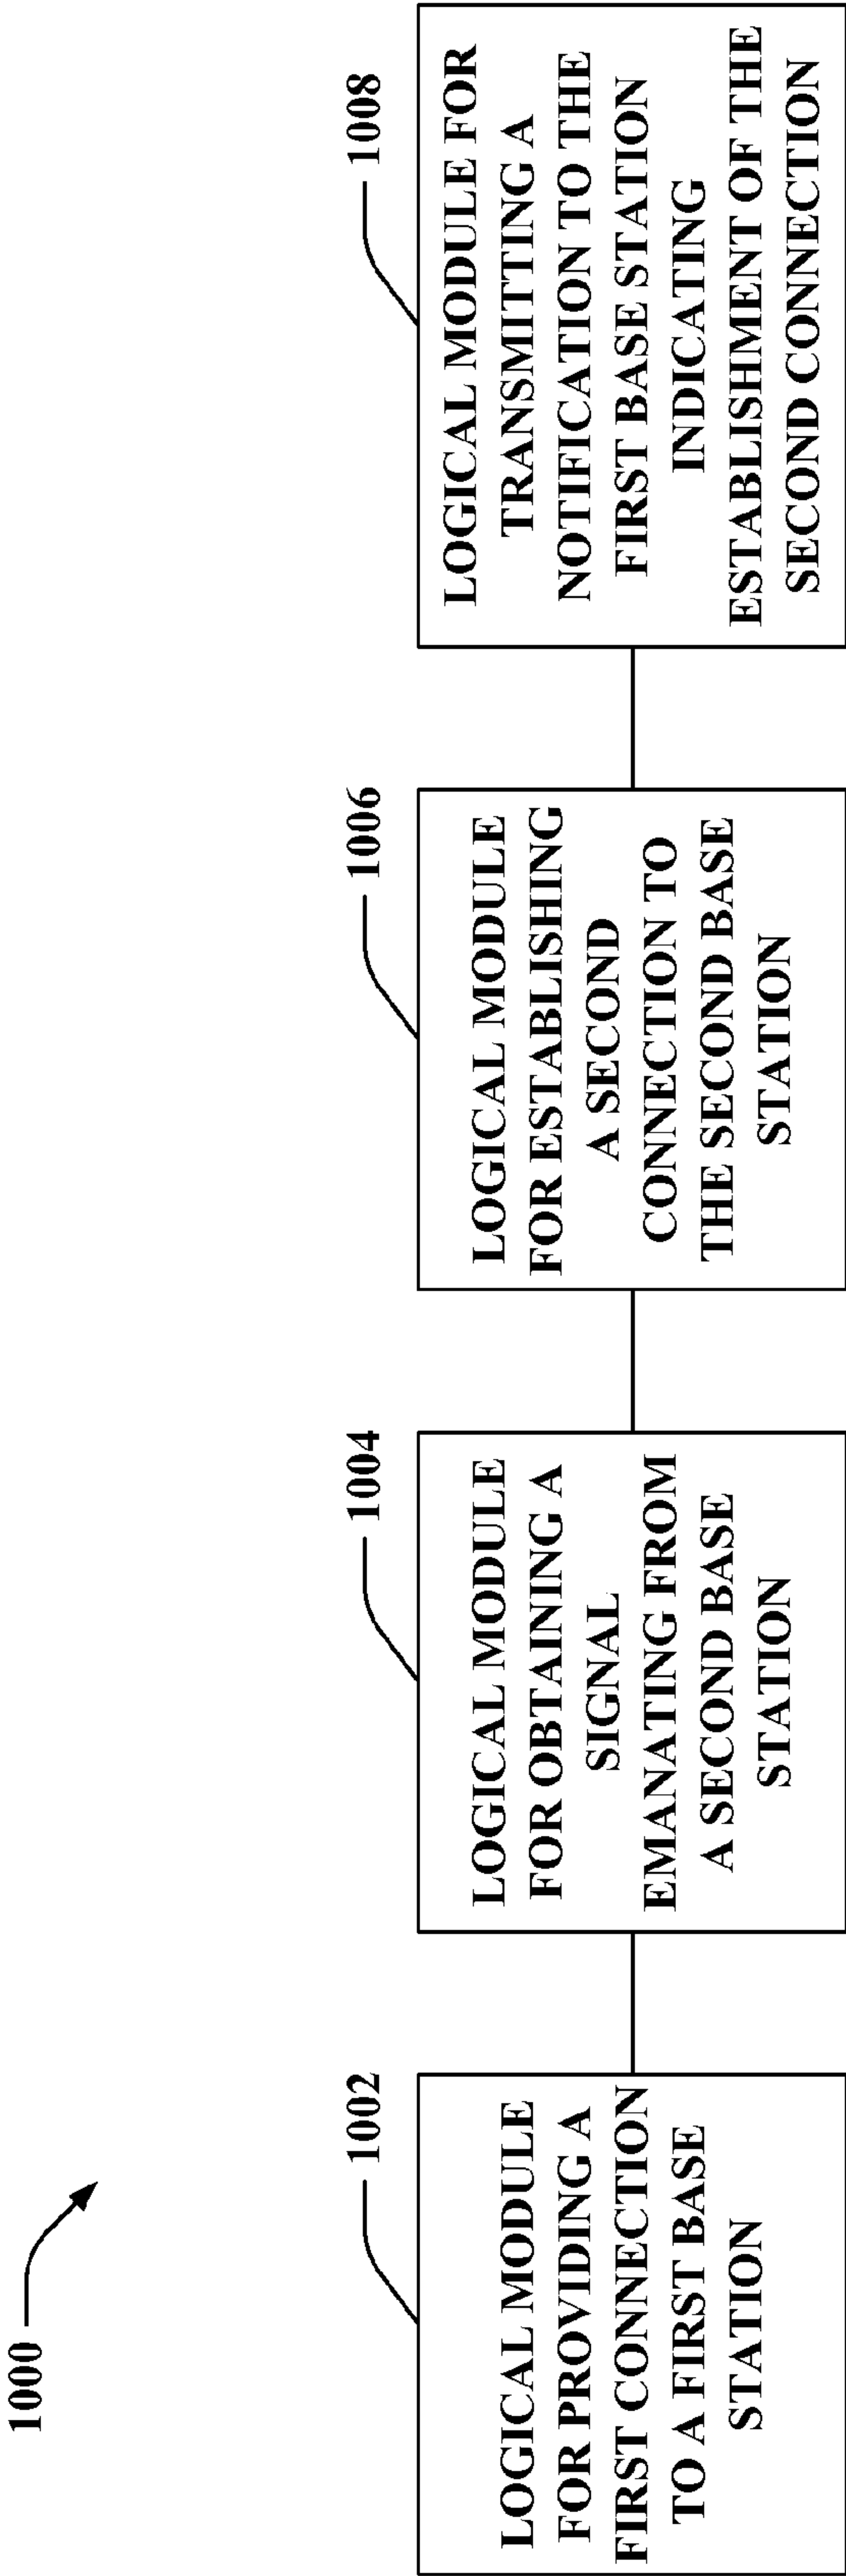 1000
1002
LOGICAL MODULE
FOR PROVIDING A
FIRST CONNECTION
TO A FIRST BASE
STATION
1004
LOGICAL MODULE
FOR OBTAINING A
SIGNAL
EMANATING FROM
A SECOND BASE
STATION
1006
LOGICAL MODULE
FOR ESTABLISHING
A SECOND
CONNECTION TO
THE SECOND BASE
STATION
1008
LOGICAL MODULE FOR
TRANSMITTING A
NOTIFICATION TO THE
FIRST BASE STATION
INDICATING
ESTABLISHMENT OF THE
SECOND CONNECTION